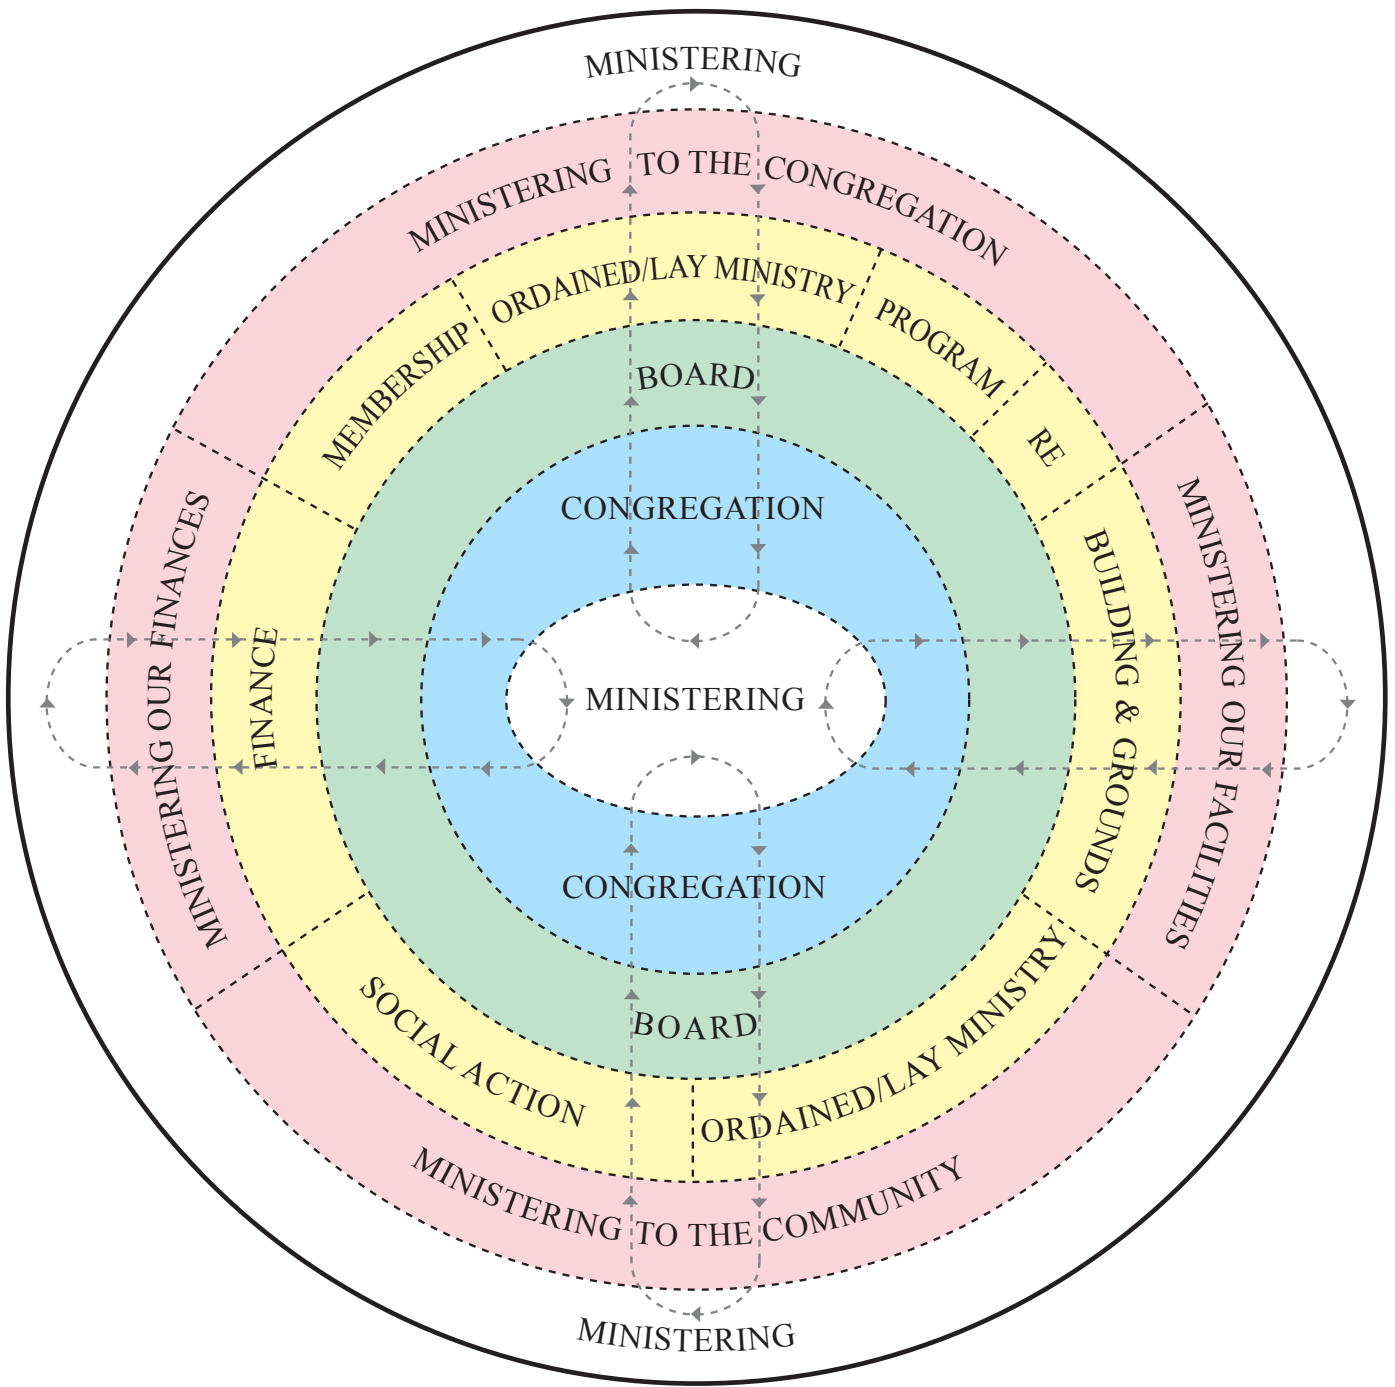 MINISTERING
MINISTERING TO THE CONGREGATION
ORDAINED/LAY MINISTRY
PROGRAM
MEMBERSHIP
RE
BOARD
CONGREGATION
MINISTERING OUR FINANCES
FINANCE
MINISTERING
BUILDING & GROUNDS
MINISTERING OUR FACILITIES
CONGREGATION
BOARD
SOCIAL ACTION
ORDAINED/LAY MINISTRY
MINISTERING TO THE COMMUNITY
MINISTERING